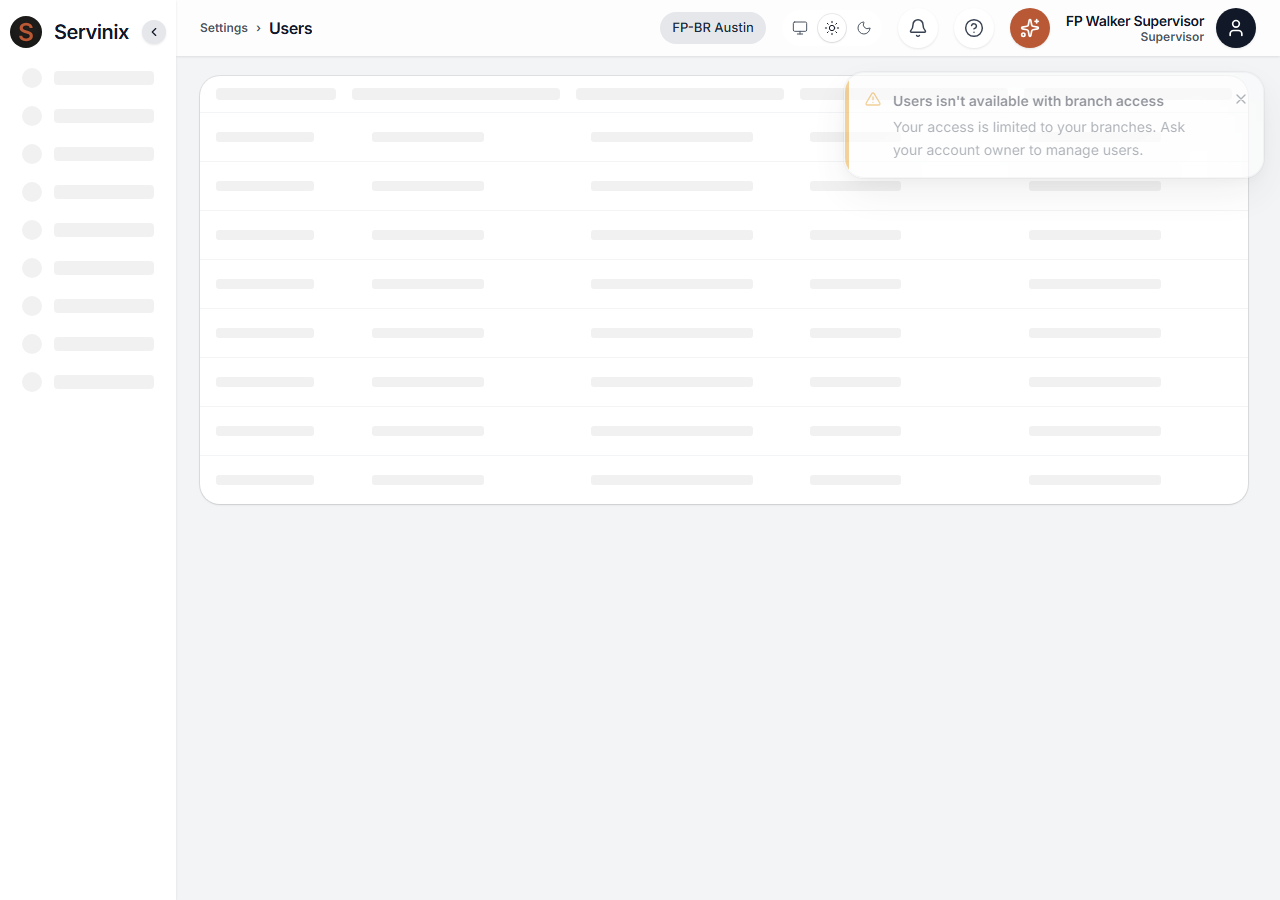 S Servinix
Settings › Users
FP-BR Austin
FP Walker Supervisor
Supervisor
Users isn't available with branch access
Your access is limited to your branches. Ask
your account owner to manage users.